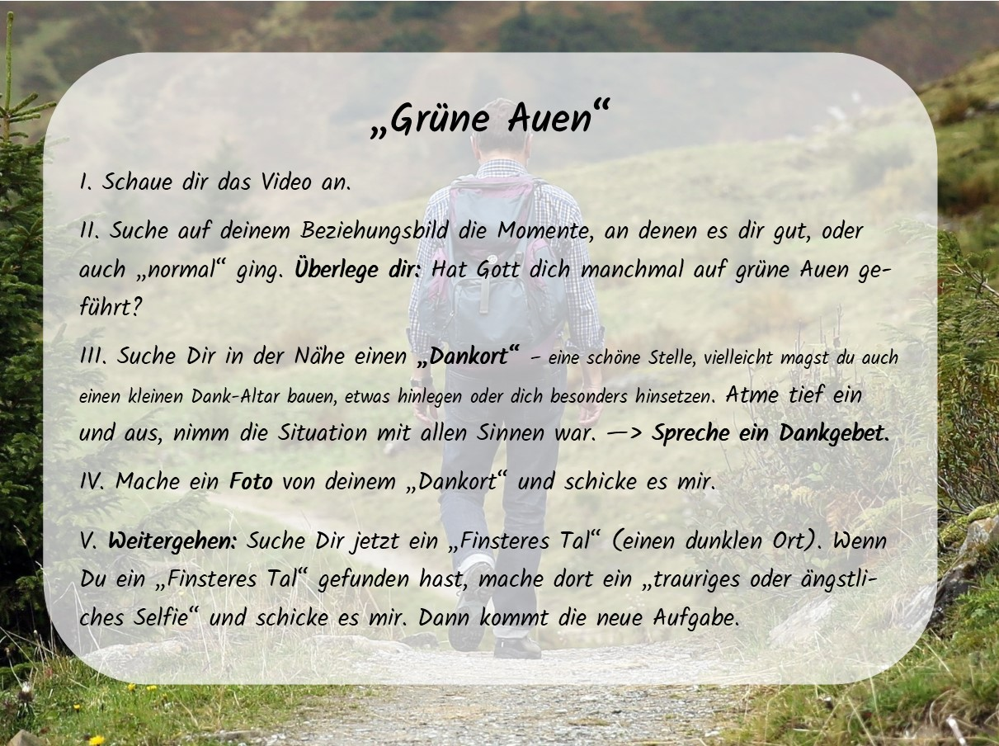 „Grüne Auen“
I. Schaue dir das Video an.
II. Suche auf deinem Beziehungsbild die Momente, an denen es dir gut, oder
auch „normal“ ging. Überlege dir: Hat Gott dich manchmal auf grüne Auen ge-
führt?
III. Suche Dir in der Nähe einen „Dankort“ – eine schöne Stelle, vielleicht magst du auch
einen kleinen Dank-Altar bauen, etwas hinlegen oder dich besonders hinsetzen. Atme tief ein
und aus, nimm die Situation mit allen Sinnen war. —> Spreche ein Dankgebet.
IV. Mache ein Foto von deinem „Dankort“ und schicke es mir.
V. Weitergehen: Suche Dir jetzt ein „Finsteres Tal“ (einen dunklen Ort). Wenn
Du ein „Finsteres Tal“ gefunden hast, mache dort ein „trauriges oder ängstli-
ches Selfie“ und schicke es mir. Dann kommt die neue Aufgabe.